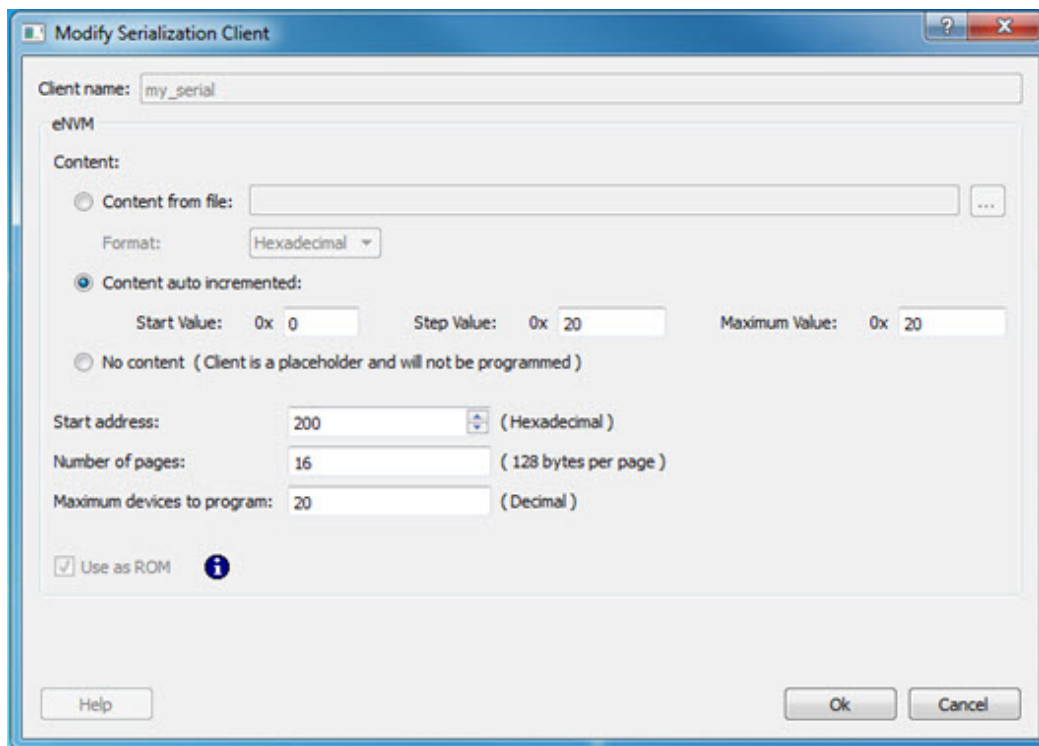 Modify Serialization Client
Client name: my_serial
eNVM
Content:
Content from file: ...
Format: Hexadecimal
Content auto incremented:
Start Value: 0x 0 Step Value: 0x 20 Maximum Value: 0x 20
No content ( Client is a placeholder and will not be programmed )
Start address: 200 ( Hexadecimal )
Number of pages: 16 ( 128 bytes per page )
Maximum devices to program: 20 ( Decimal )
Use as ROM
Help Ok Cancel